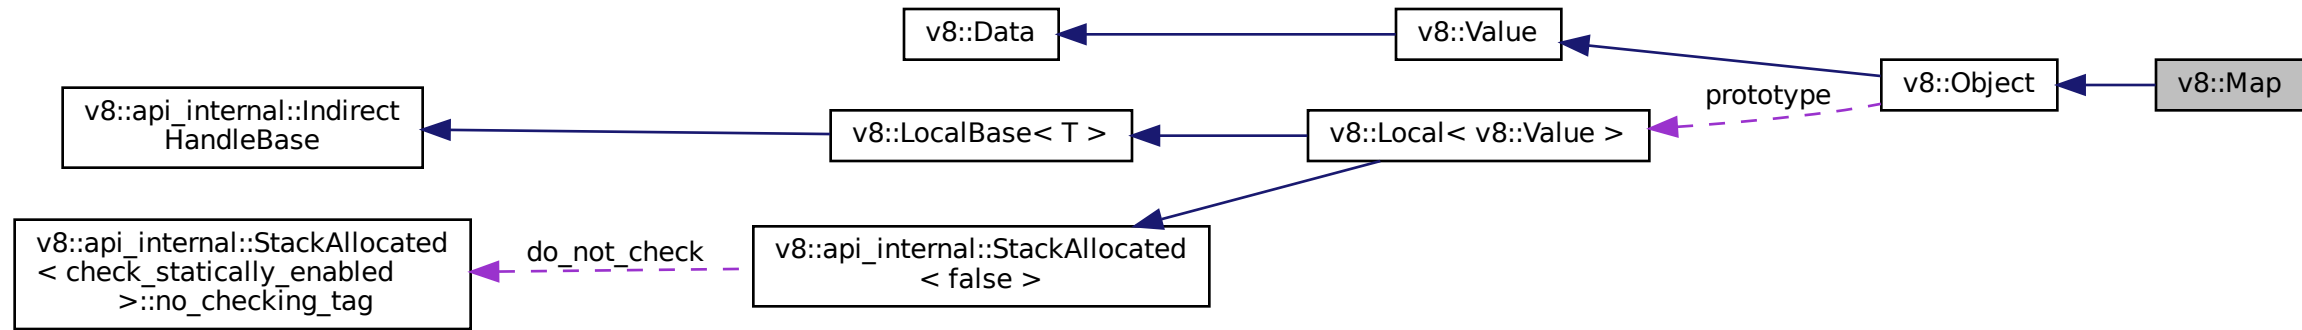 v8::Data
v8::Value
v8::Object
v8::Map
prototype
v8::api_internal::Indirect
HandleBase
v8::LocalBase< T >
v8::Local< v8::Value >
v8::api_internal::StackAllocated
< check_statically_enabled
>::no_checking_tag
do_not_check
v8::api_internal::StackAllocated
< false >